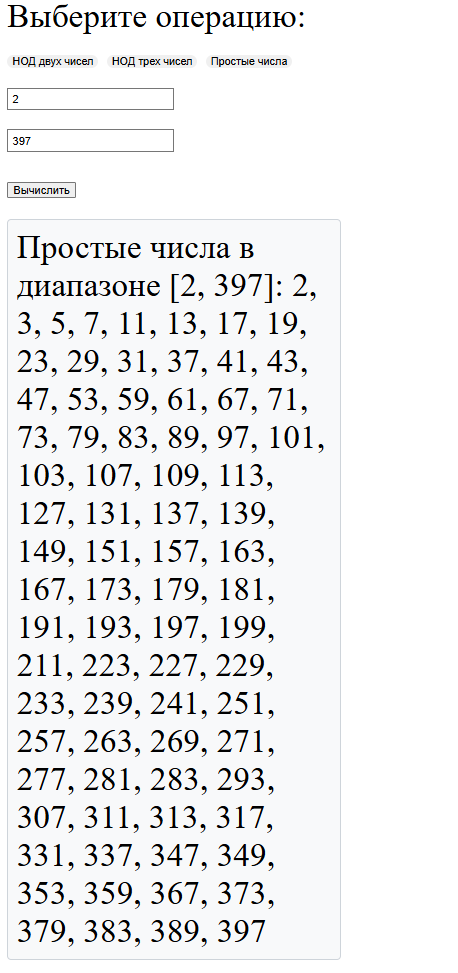 Выберите операцию:
НОД двух чисел НОД трех чисел Простые числа
2
397
Вычислить
Простые числа в
диапазоне [2, 397]: 2,
3, 5, 7, 11, 13, 17, 19,
23, 29, 31, 37, 41, 43,
47, 53, 59, 61, 67, 71,
73, 79, 83, 89, 97, 101,
103, 107, 109, 113,
127, 131, 137, 139,
149, 151, 157, 163,
167, 173, 179, 181,
191, 193, 197, 199,
211, 223, 227, 229,
233, 239, 241, 251,
257, 263, 269, 271,
277, 281, 283, 293,
307, 311, 313, 317,
331, 337, 347, 349,
353, 359, 367, 373,
379, 383, 389, 397